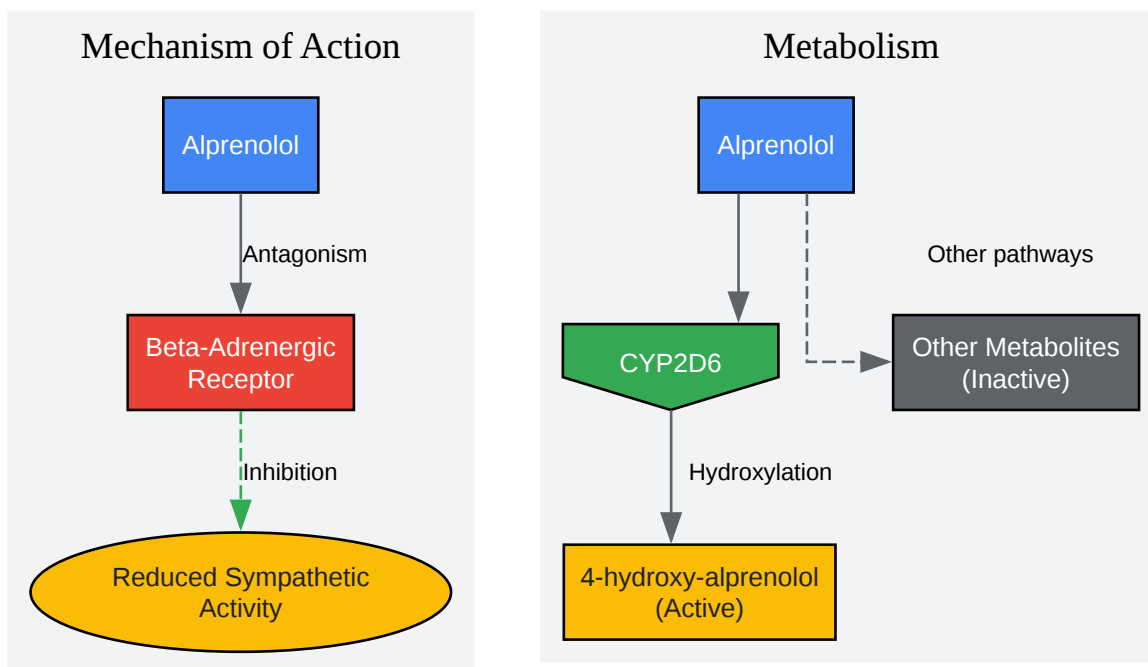 Mechanism of Action
Alprenolol
Antagonism
Beta-Adrenergic
Receptor
Inhibition
Reduced Sympathetic
Activity
Metabolism
Alprenolol
Other pathways
CYP2D6
Other Metabolites
(Inactive)
Hydroxylation
4-hydroxy-alprenolol
(Active)